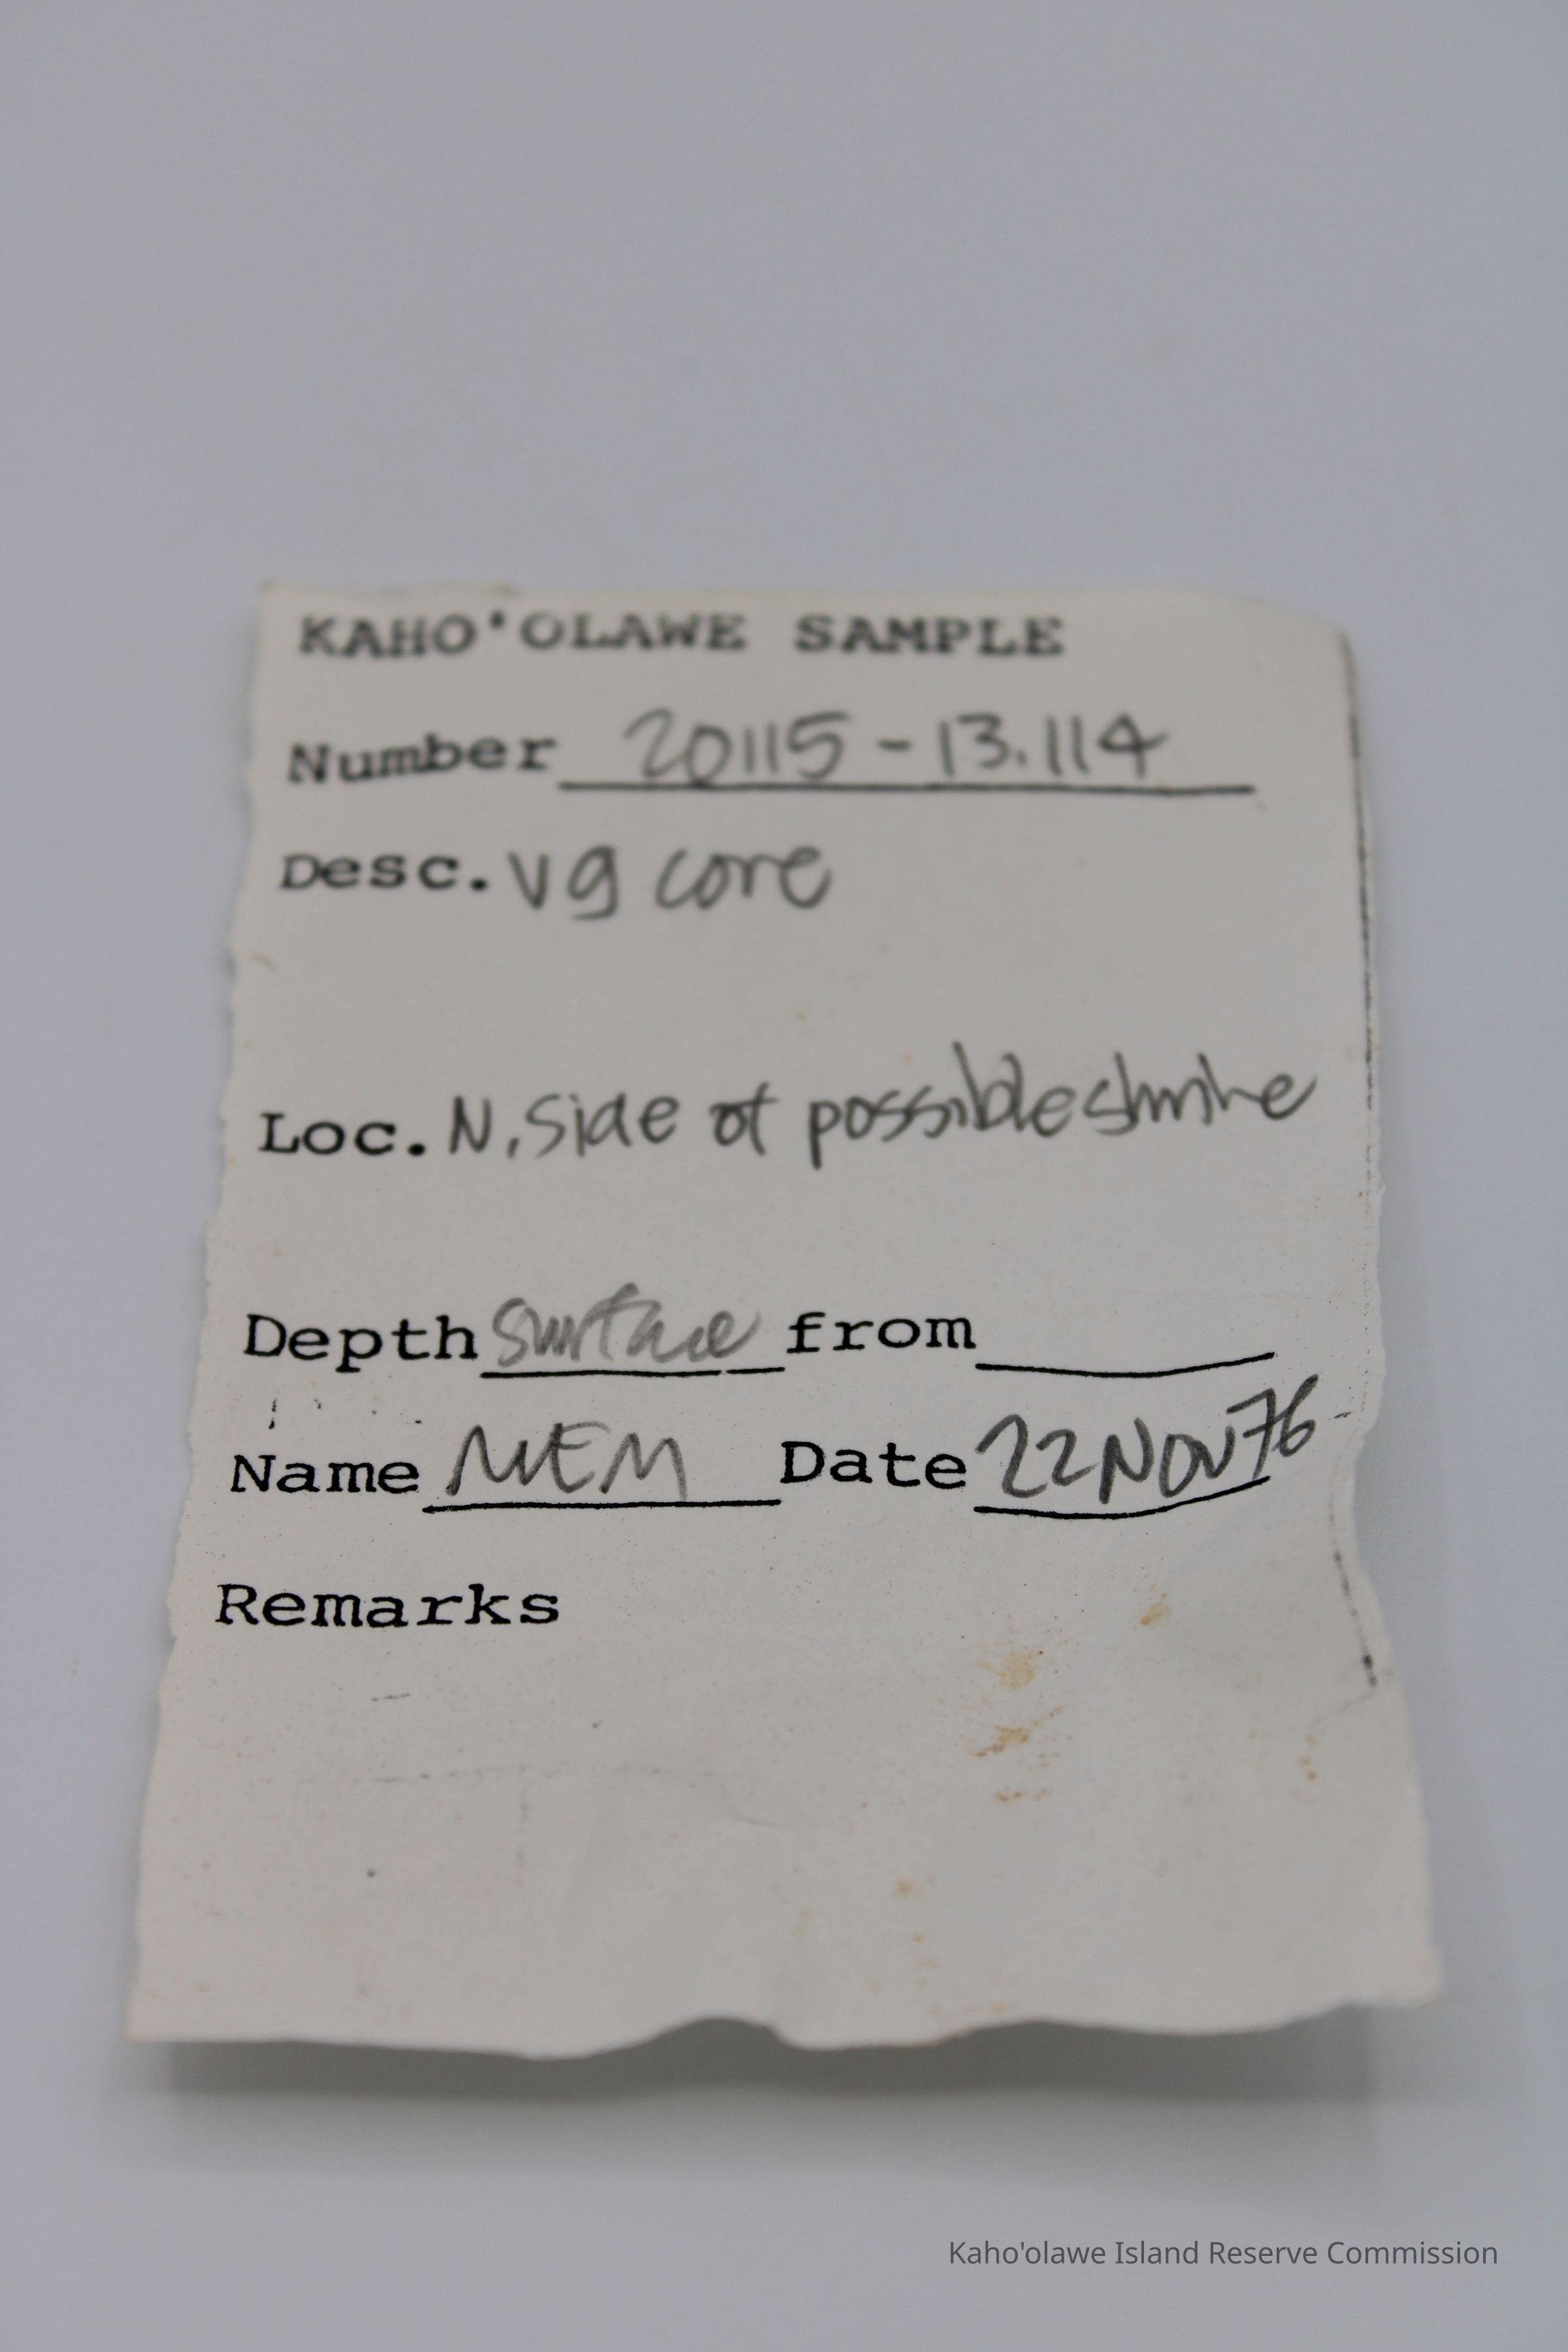 KAHO'OLAWE SAMPLE
Number 20115-13.114
Desc. vg core
Loc. N. side of possible shrine
Depth surface from
Name MEM Date 22NOV76
Remarks
Kaho'olawe Island Reserve Commission